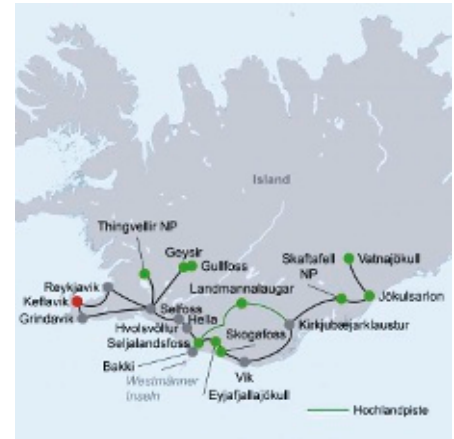 Island
Thingvellir NP
Geysir
Gullfoss
Skaftafell
NP
Vatnajökull
Landmannalaugar
Reykjavik
Keflavik
Selfoss
Jökulsarlon
Grindavik
Hella
Hvolsvöllur
Skogafoss
Kirkjubæjarklaustur
Seljalandsfoss
Bakki
Westmänner
Inseln
Vik
Eyjafjallajökull
Hochlandpiste